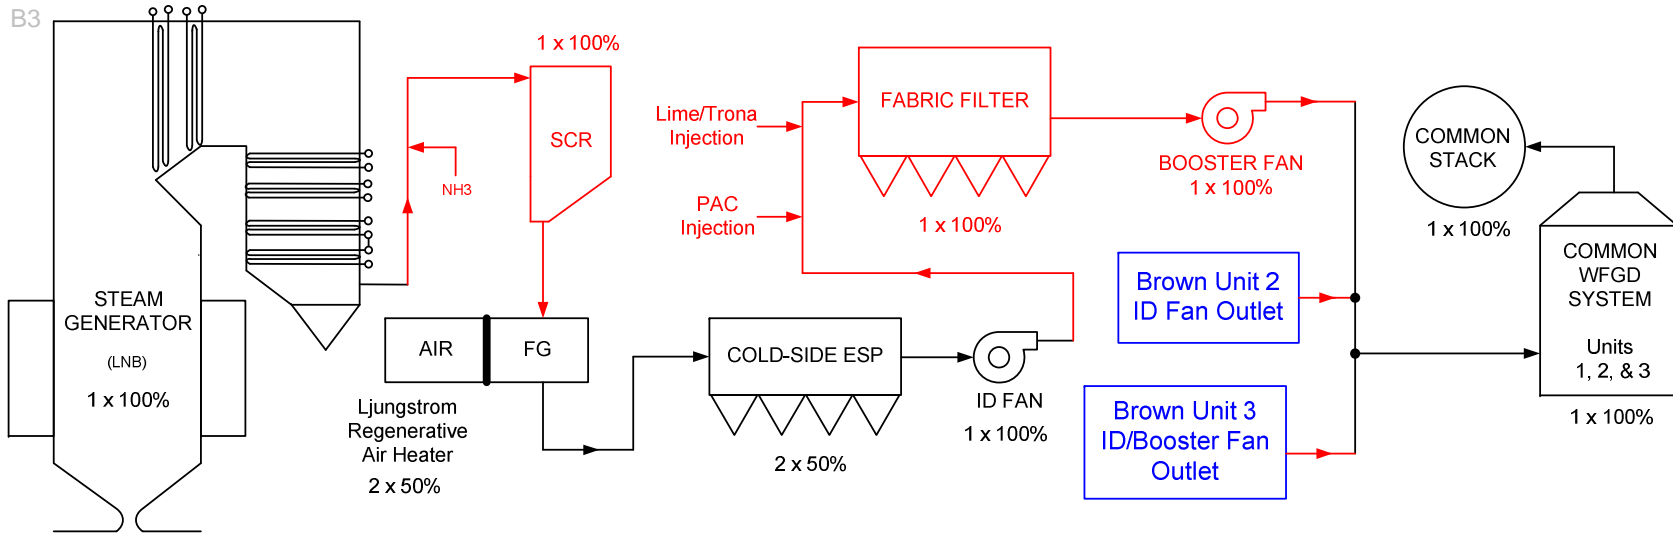 B3
STEAM
GENERATOR
(LNB)
1 x 100%
NH3
1 x 100%
SCR
AIR
FG
Ljungstrom
Regenerative
Air Heater
2 x 50%
COLD-SIDE ESP
2 x 50%
ID FAN
1 x 100%
Lime/Trona
Injection
PAC
Injection
FABRIC FILTER
1 x 100%
BOOSTER FAN
1 x 100%
Brown Unit 2
ID Fan Outlet
Brown Unit 3
ID/Booster Fan
Outlet
COMMON
STACK
1 x 100%
COMMON
WFGD
SYSTEM
Units
1, 2, & 3
1 x 100%